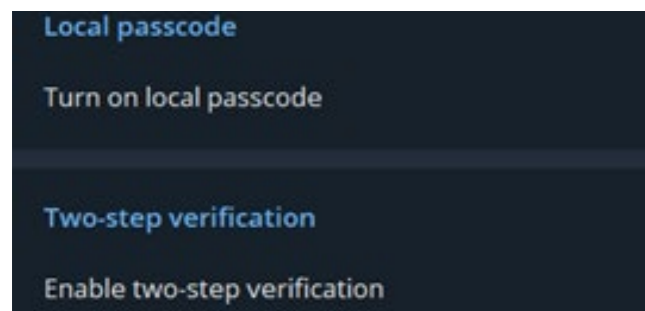 Local passcode
Turn on local passcode
Two-step verification
Enable two-step verification